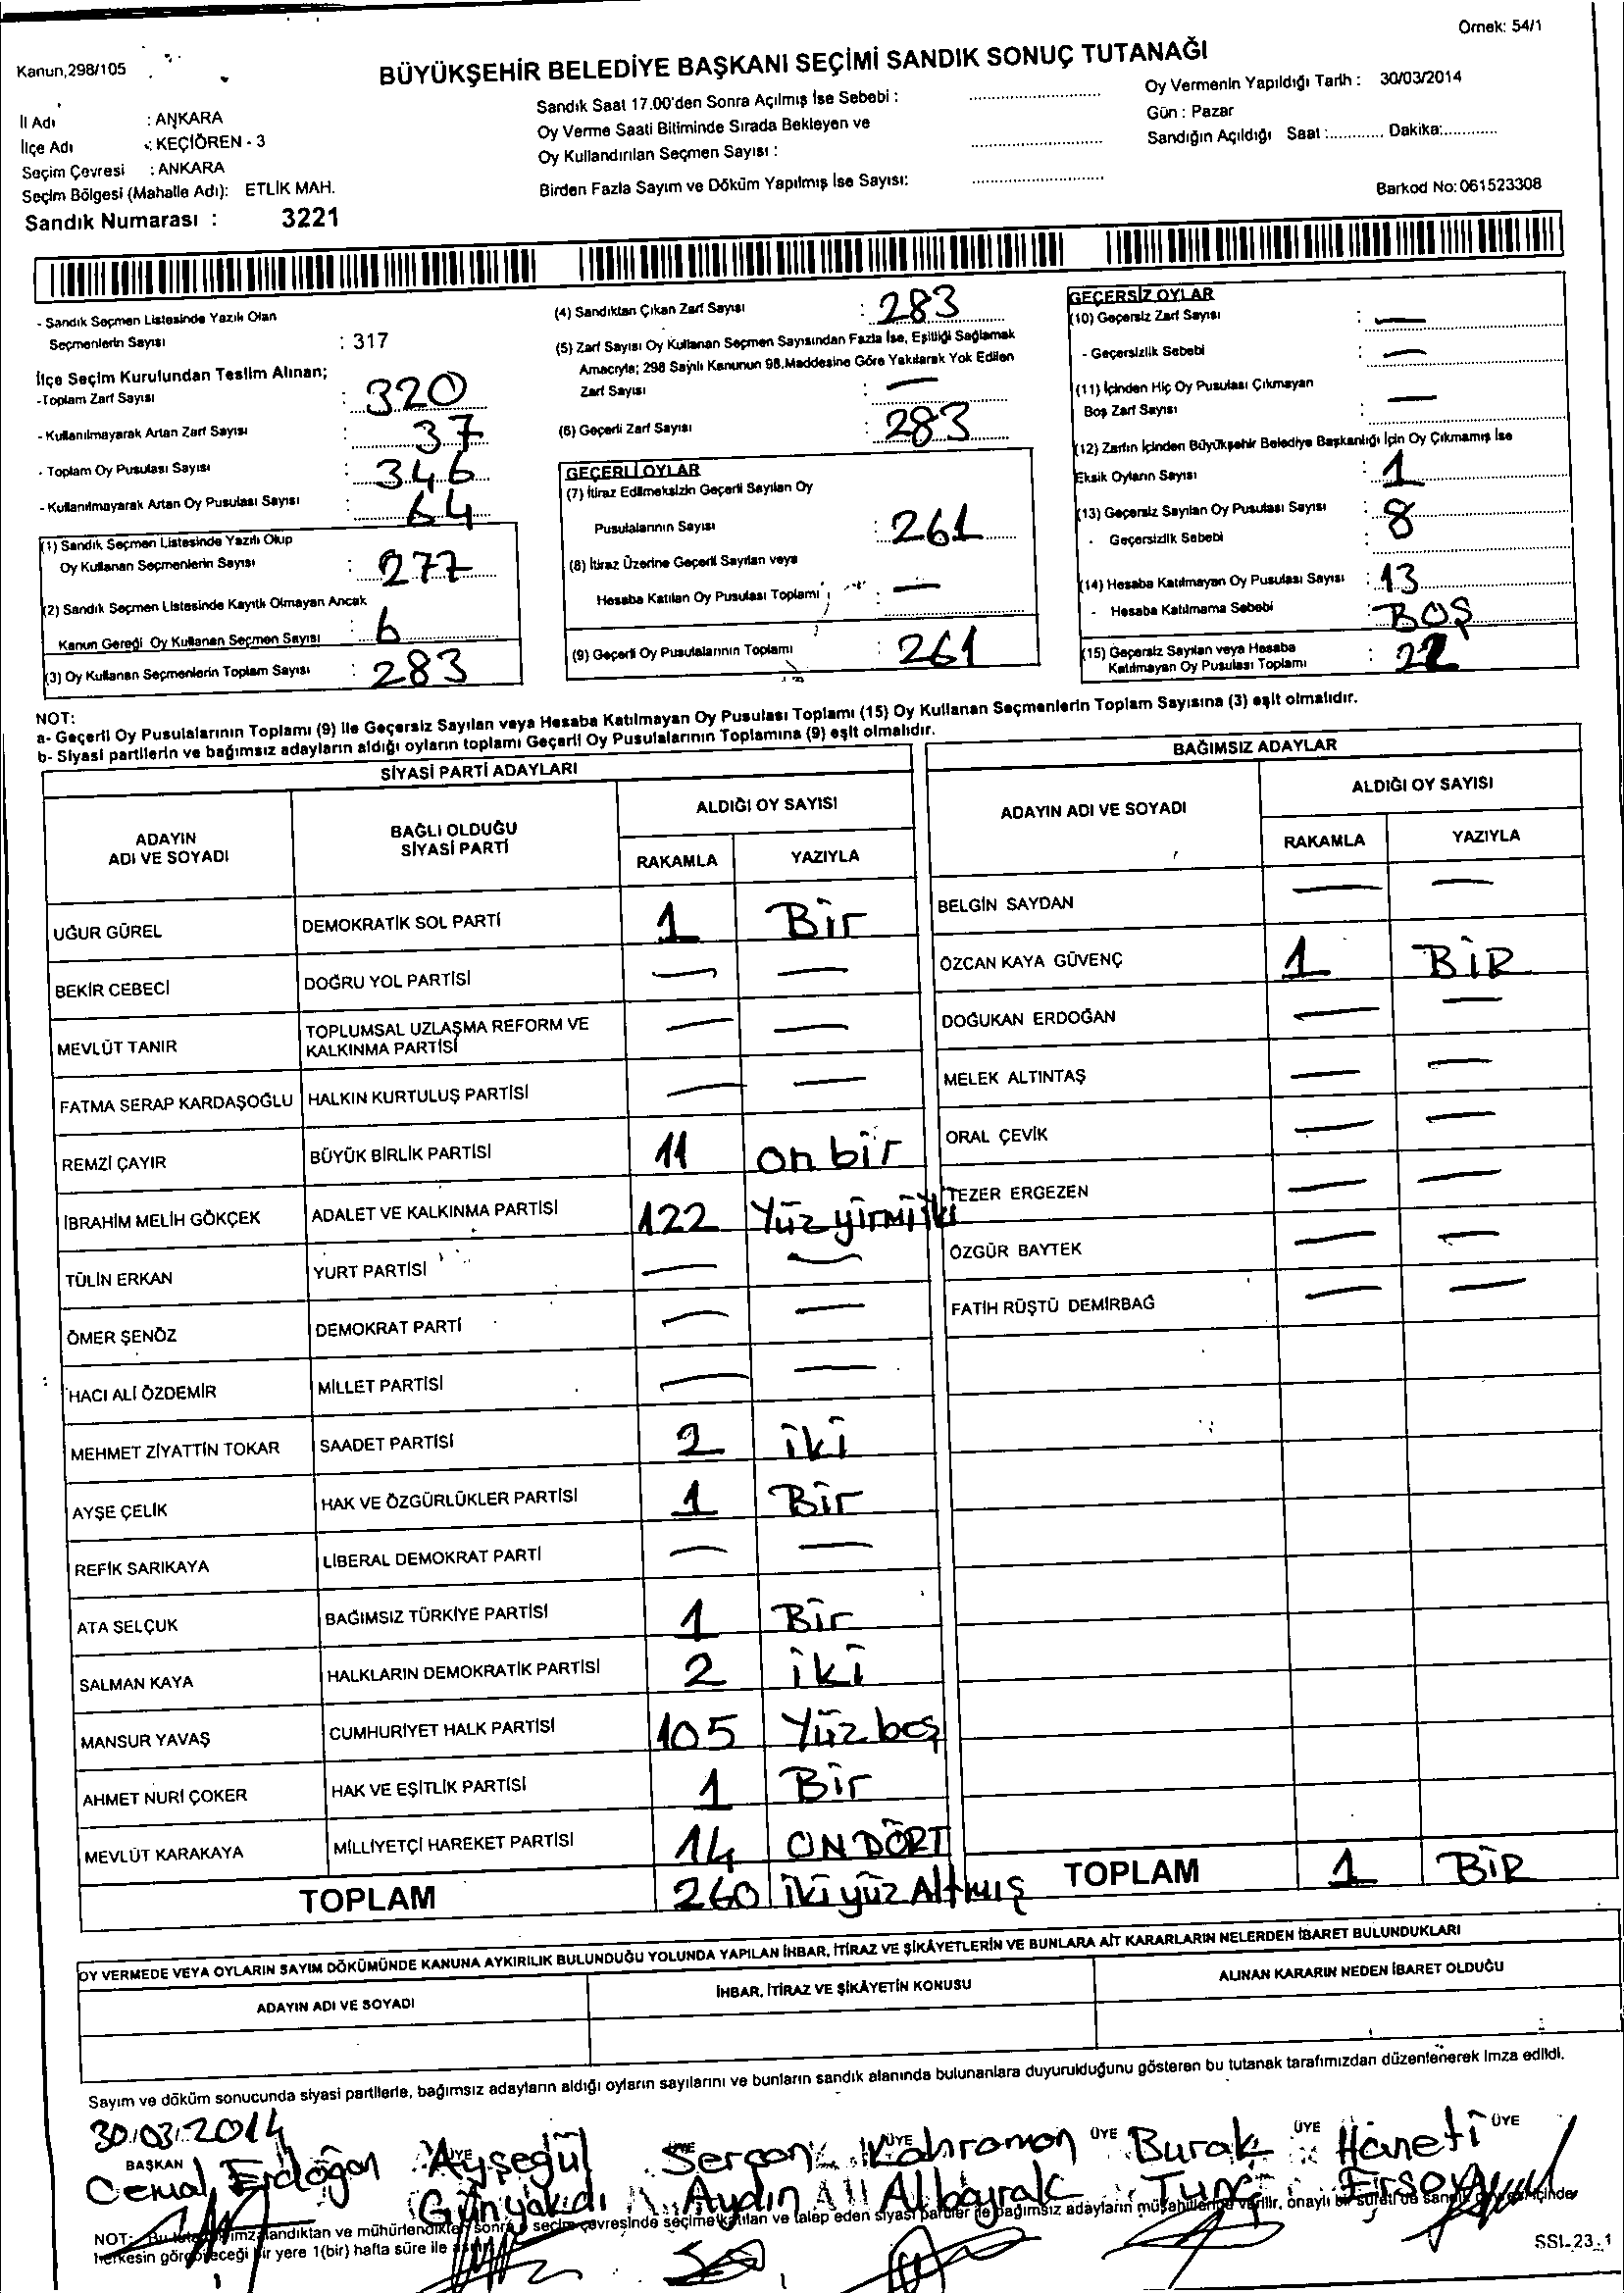 Örnek: 54/1
Kanun,298/105
BÜYÜKŞEHİR BELEDİYE BAŞKANI SEÇİMİ SANDIK SONUÇ TUTANAĞI
İl Adı : ANKARA
İlçe Adı : KEÇİÖREN - 3
Seçim Çevresi : ANKARA
Seçim Bölgesi (Mahalle Adı): ETLİK MAH.
Sandık Numarası : 3221
Sandık Saat 17.00'den Sonra Açılmış İse Sebebi : ..............
Oy Verme Saati Bitiminde Sırada Bekleyen ve
Oy Kullandırılan Seçmen Sayısı : ..............
Birden Fazla Sayım ve Döküm Yapılmış İse Sayısı: ..............
Oy Vermenin Yapıldığı Tarih : 30/03/2014
Gün : Pazar
Sandığın Açıldığı Saat :............ Dakika:............
Barkod No: 061523308
- Sandık Seçmen Listesinde Yazılı Olan
Seçmenlerin Sayısı : 317
İlçe Seçim Kurulundan Teslim Alınan;
-Toplam Zarf Sayısı : 320
- Kullanılmayarak Artan Zarf Sayısı : 37
- Toplam Oy Pusulası Sayısı : 346
- Kullanılmayarak Artan Oy Pusulası Sayısı : 64
(1) Sandık Seçmen Listesinde Yazılı Olup
Oy Kullanan Seçmenlerin Sayısı : 277
(2) Sandık Seçmen Listesinde Kayıtlı Olmayan Ancak
Kanun Gereği Oy Kullanan Seçmen Sayısı : 6
(3) Oy Kullanan Seçmenlerin Toplam Sayısı : 283
(4) Sandıktan Çıkan Zarf Sayısı : 283
(5) Zarf Sayısı Oy Kullanan Seçmen Sayısından Fazla İse, Eşitliği Sağlamak
Amacıyla; 298 Sayılı Kanunun 98.Maddesine Göre Yakılarak Yok Edilen
Zarf Sayısı : —
(6) Geçerli Zarf Sayısı : 283
GEÇERLİ OYLAR
(7) İtiraz Edilmeksizin Geçerli Sayılan Oy
Pusulalarının Sayısı : 261
(8) İtiraz Üzerine Geçerli Sayılan veya
Hesaba Katılan Oy Pusulası Toplamı : —
(9) Geçerli Oy Pusulalarının Toplamı : 261
GEÇERSİZ OYLAR
(10) Geçersiz Zarf Sayısı : —
- Geçersizlik Sebebi : —
(11) İçinden Hiç Oy Pusulası Çıkmayan
Boş Zarf Sayısı : —
(12) Zarfın İçinden Büyükşehir Belediye Başkanlığı İçin Oy Çıkmamış İse
Eksik Oyların Sayısı : 1
(13) Geçersiz Sayılan Oy Pusulası Sayısı : 8
- Geçersizlik Sebebi :
(14) Hesaba Katılmayan Oy Pusulası Sayısı : 13
- Hesaba Katılmama Sebebi : BOŞ
(15) Geçersiz Sayılan veya Hesaba
Katılmayan Oy Pusulası Toplamı : 22
NOT:
a- Geçerli Oy Pusulalarının Toplamı (9) ile Geçersiz Sayılan veya Hesaba Katılmayan Oy Pusulası Toplamı (15) Oy Kullanan Seçmenlerin Toplam Sayısına (3) eşit olmalıdır.
b- Siyasi partilerin ve bağımsız adayların aldığı oyların toplamı Geçerli Oy Pusulalarının Toplamına (9) eşit olmalıdır.
SİYASİ PARTİ ADAYLARI
ADAYIN ADI VE SOYADI
BAĞLI OLDUĞU SİYASİ PARTİ
ALDIĞI OY SAYISI
RAKAMLA YAZIYLA
UĞUR GÜREL DEMOKRATİK SOL PARTİ 1 Bir
BEKİR CEBECİ DOĞRU YOL PARTİSİ — —
MEVLÜT TANIR TOPLUMSAL UZLAŞMA REFORM VE KALKINMA PARTİSİ — —
FATMA SERAP KARDAŞOĞLU HALKIN KURTULUŞ PARTİSİ — —
REMZİ ÇAYIR BÜYÜK BİRLİK PARTİSİ 11 on bir
İBRAHİM MELİH GÖKÇEK ADALET VE KALKINMA PARTİSİ 122 Yüz yirmi iki
TÜLİN ERKAN YURT PARTİSİ — —
ÖMER ŞENÖZ DEMOKRAT PARTİ — —
HACI ALİ ÖZDEMİR MİLLET PARTİSİ — —
MEHMET ZİYATTİN TOKAR SAADET PARTİSİ 2 iki
AYŞE ÇELİK HAK VE ÖZGÜRLÜKLER PARTİSİ 1 Bir
REFİK SARIKAYA LİBERAL DEMOKRAT PARTİ — —
ATA SELÇUK BAĞIMSIZ TÜRKİYE PARTİSİ 1 Bir
SALMAN KAYA HALKLARIN DEMOKRATİK PARTİSİ 2 iki
MANSUR YAVAŞ CUMHURİYET HALK PARTİSİ 105 Yüz beş
AHMET NURİ ÇOKER HAK VE EŞİTLİK PARTİSİ 1 Bir
MEVLÜT KARAKAYA MİLLİYETÇİ HAREKET PARTİSİ 14 ON DÖRT
TOPLAM 260 iki yüz Altmış
BAĞIMSIZ ADAYLAR
ADAYIN ADI VE SOYADI
ALDIĞI OY SAYISI
RAKAMLA YAZIYLA
BELGİN SAYDAN — —
ÖZCAN KAYA GÜVENÇ 1 BİR
DOĞUKAN ERDOĞAN — —
MELEK ALTINTAŞ — —
ORAL ÇEVİK — —
TEZER ERGEZEN — —
ÖZGÜR BAYTEK — —
FATİH RÜŞTÜ DEMİRBAĞ — —
TOPLAM 1 BİR
OY VERMEDE VEYA OYLARIN SAYIM DÖKÜMÜNDE KANUNA AYKIRILIK BULUNDUĞU YOLUNDA YAPILAN İHBAR, İTİRAZ VE ŞİKÂYETLERİN VE BUNLARA AİT KARARLARIN NELERDEN İBARET BULUNDUKLARI
ADAYIN ADI VE SOYADI
İHBAR, İTİRAZ VE ŞİKÂYETİN KONUSU
ALINAN KARARIN NEDEN İBARET OLDUĞU
Sayım ve döküm sonucunda siyasi partilerle, bağımsız adayların aldığı oyların sayılarını ve bunların sandık alanında bulunanlara duyurulduğunu gösteren bu tutanak tarafımızdan düzenlenerek imza edildi.
30.03.2014
BAŞKAN ÜYE ÜYE ÜYE ÜYE ÜYE ÜYE
Cemal Erdoğan Ayşegül Sercan Kahraman Burak Haneti
Günyakdı Aydın Ali Albayrak Tunç Ersoy
NOT: Bu tutanak imzalandıktan ve mühürlendikten sonra seçim çevresinde seçime katılan ve talep eden siyasi partiler ile bağımsız adayların müşahillerine verilir, onaylı bir sureti de sandık içinde
herkesin görebileceği bir yere 1(bir) hafta süre ile asılır.
SSI-23_1